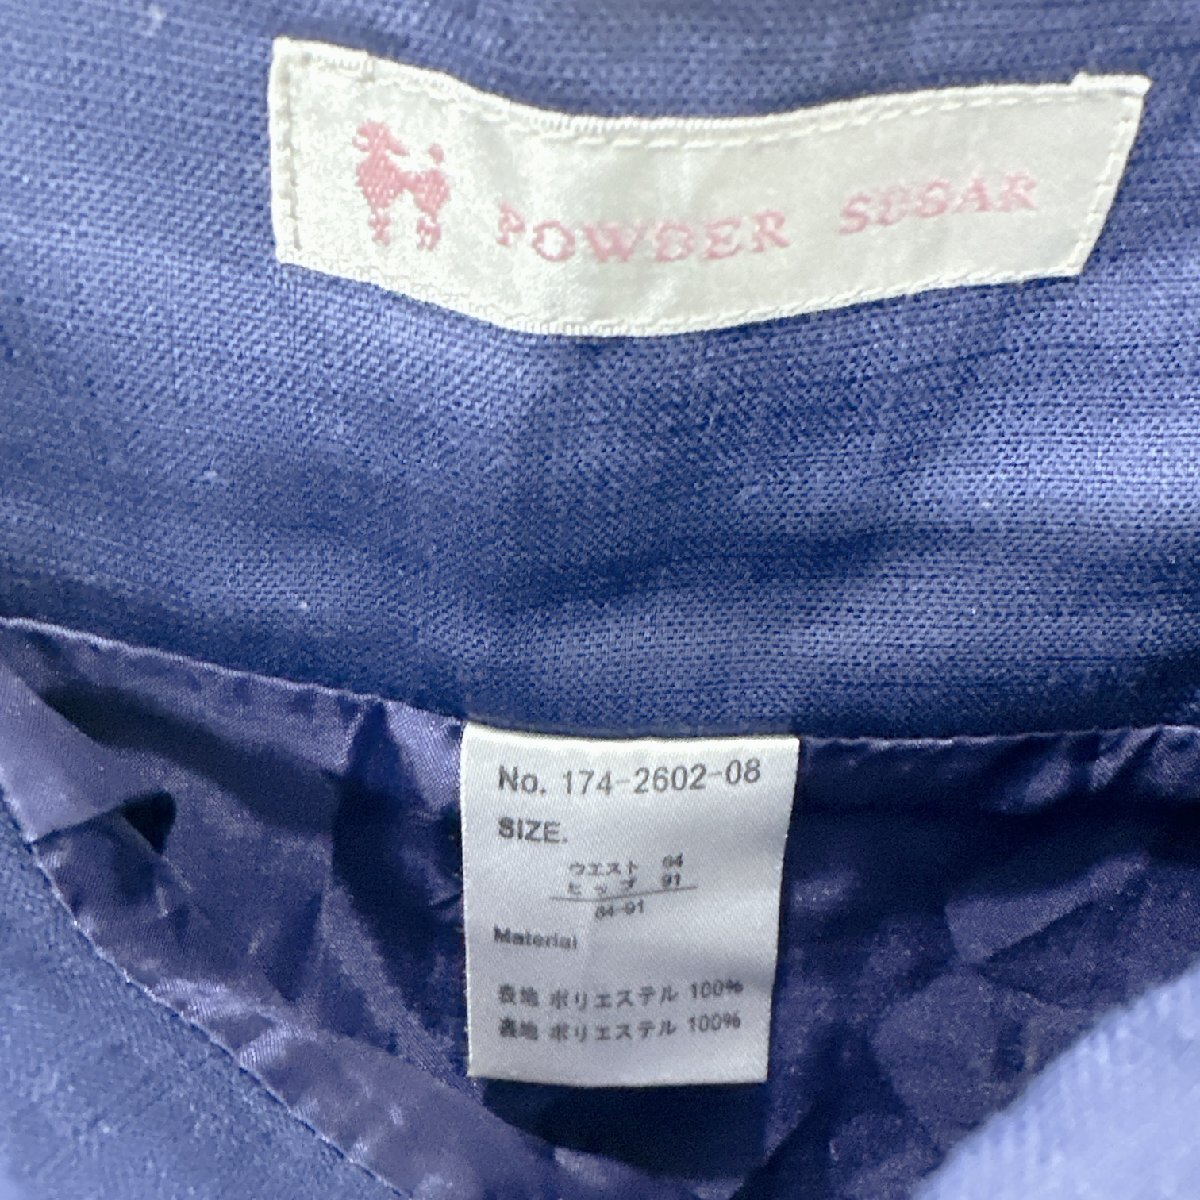 POWDER SUGAR
No. 174-2602-08
SIZE.
ウエスト 64
ヒップ 91
64-91
Material
表地 ポリエステル 100%
裏地 ポリエステル 100%